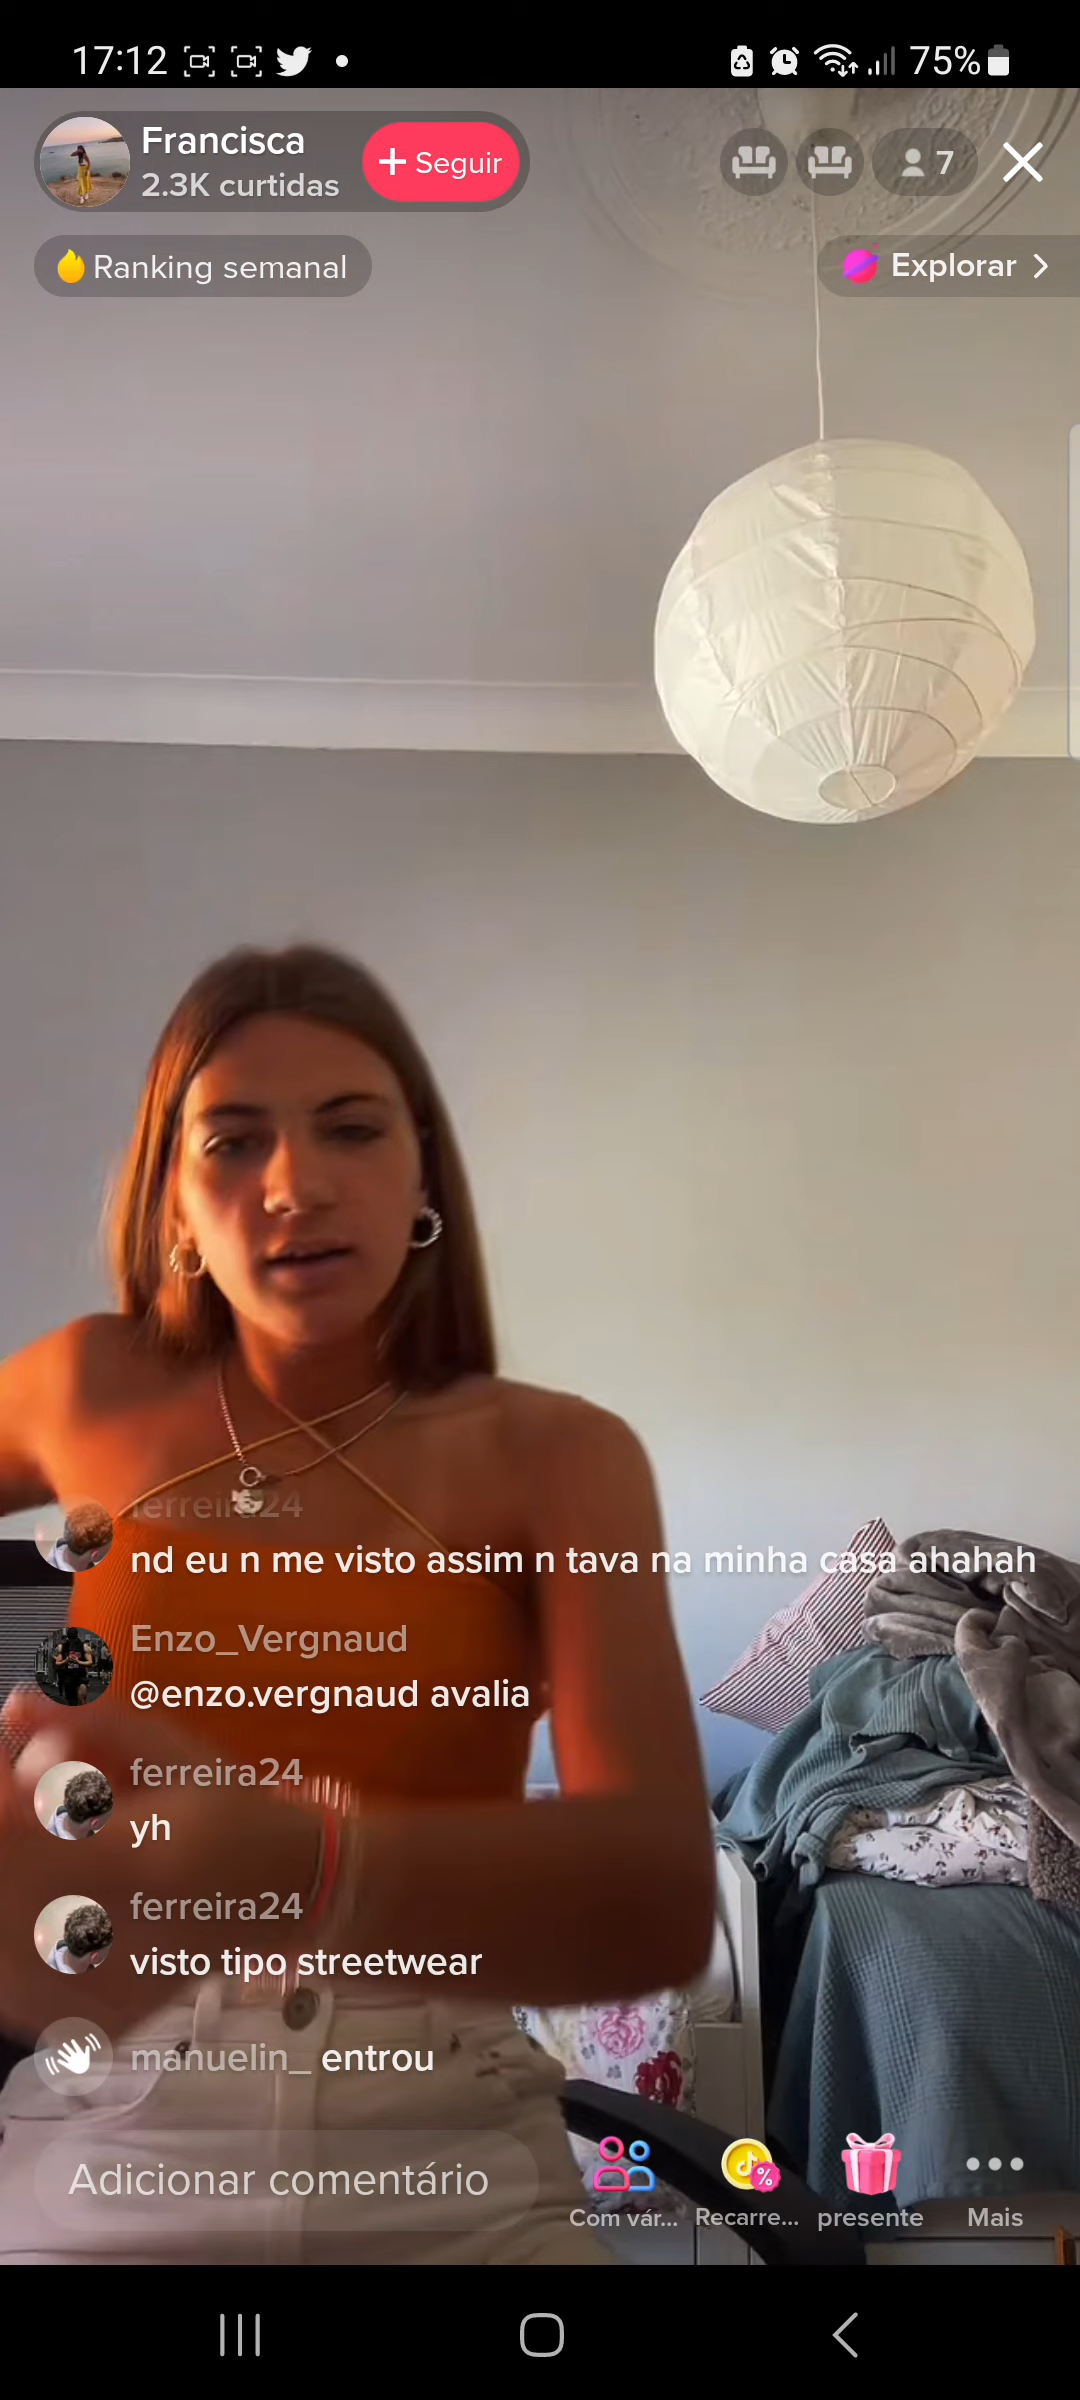 17:12
75%
Francisca
2.3K curtidas
+ Seguir
7
Ranking semanal
Explorar
ferreira24
nd eu n me visto assim n tava na minha casa ahahah
Enzo_Vergnaud
@enzo.vergnaud avalia
ferreira24
yh
ferreira24
visto tipo streetwear
manuelin_ entrou
Adicionar comentário
%
Com vár...
Recarre...
presente
Mais